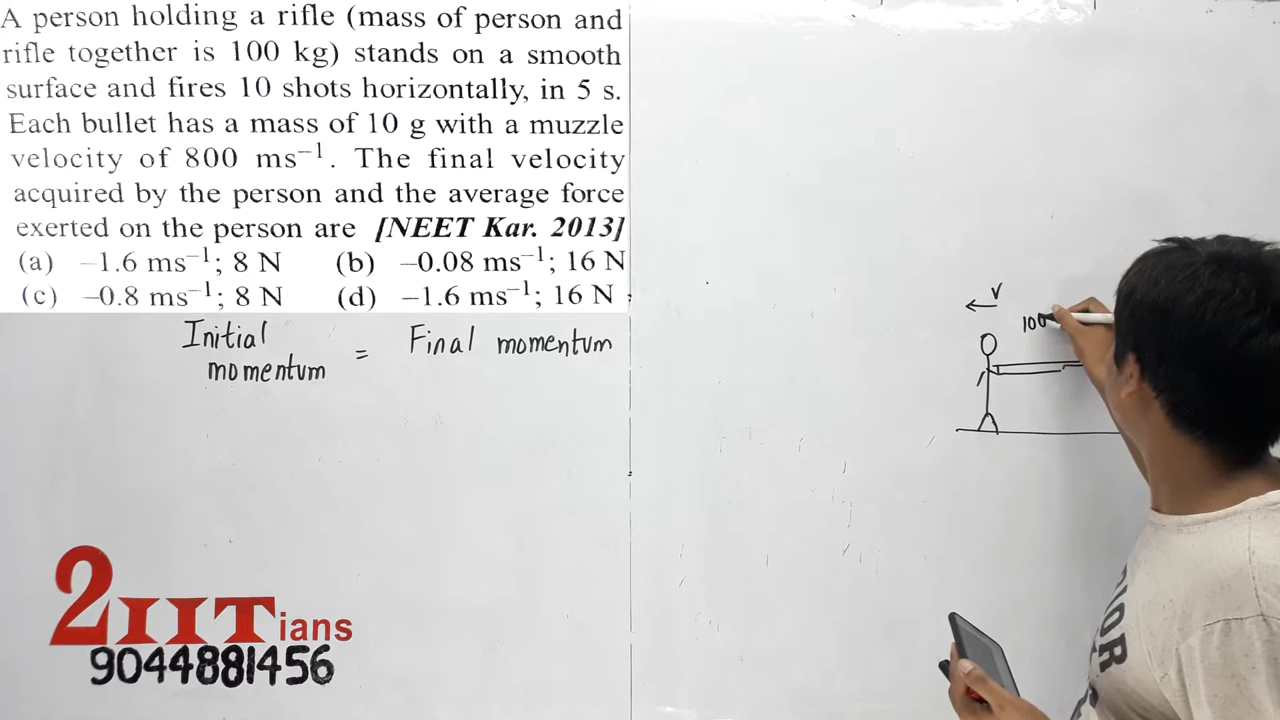 A person holding a rifle (mass of person and
rifle together is 100 kg) stands on a smooth
surface and fires 10 shots horizontally, in 5 s.
Each bullet has a mass of 10 g with a muzzle
velocity of 800 ms⁻¹. The final velocity
acquired by the person and the average force
exerted on the person are [NEET Kar. 2013]
(a) –1.6 ms⁻¹; 8 N (b) –0.08 ms⁻¹; 16 N
(c) –0.8 ms⁻¹; 8 N (d) –1.6 ms⁻¹; 16 N
Initial momentum = Final momentum
V
100
2IITians
9044881456